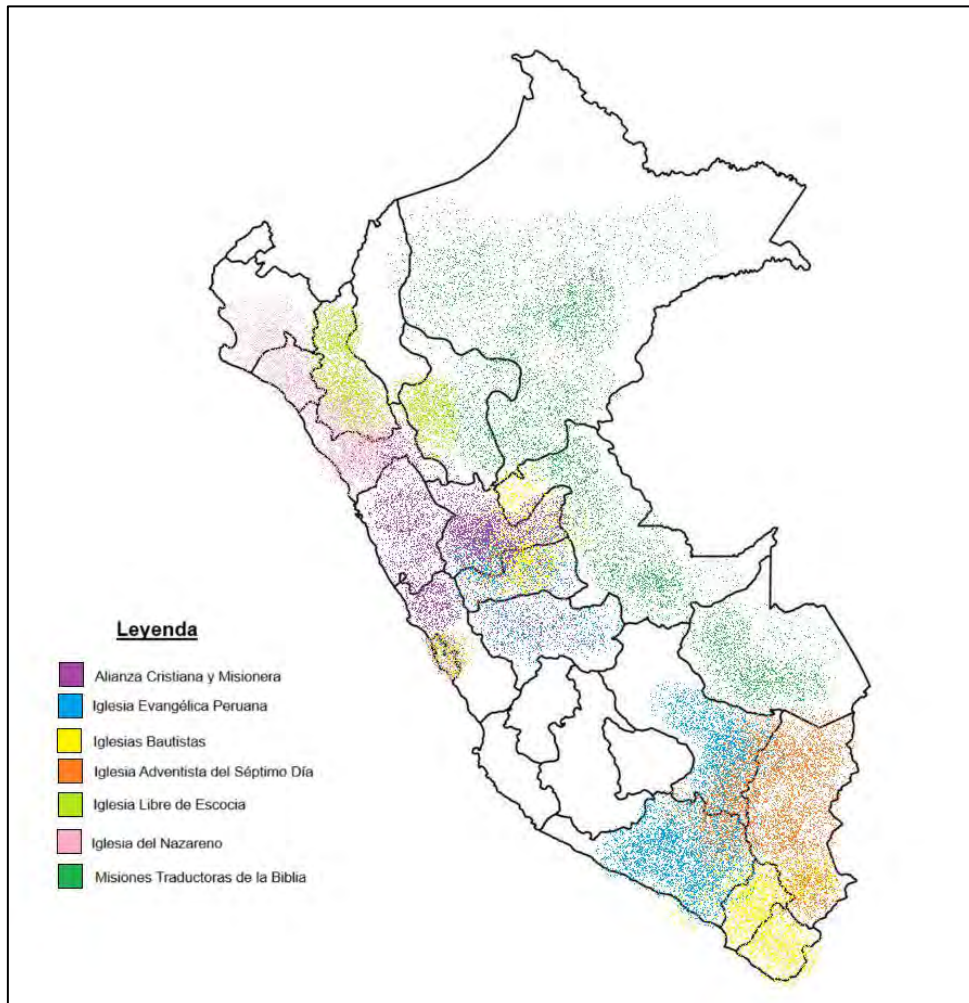 Leyenda
Alianza Cristiana y Misionera
Iglesia Evangélica Peruana
Iglesias Bautistas
Iglesia Adventista del Séptimo Día
Iglesia Libre de Escocia
Iglesia del Nazareno
Misiones Traductoras de la Biblia